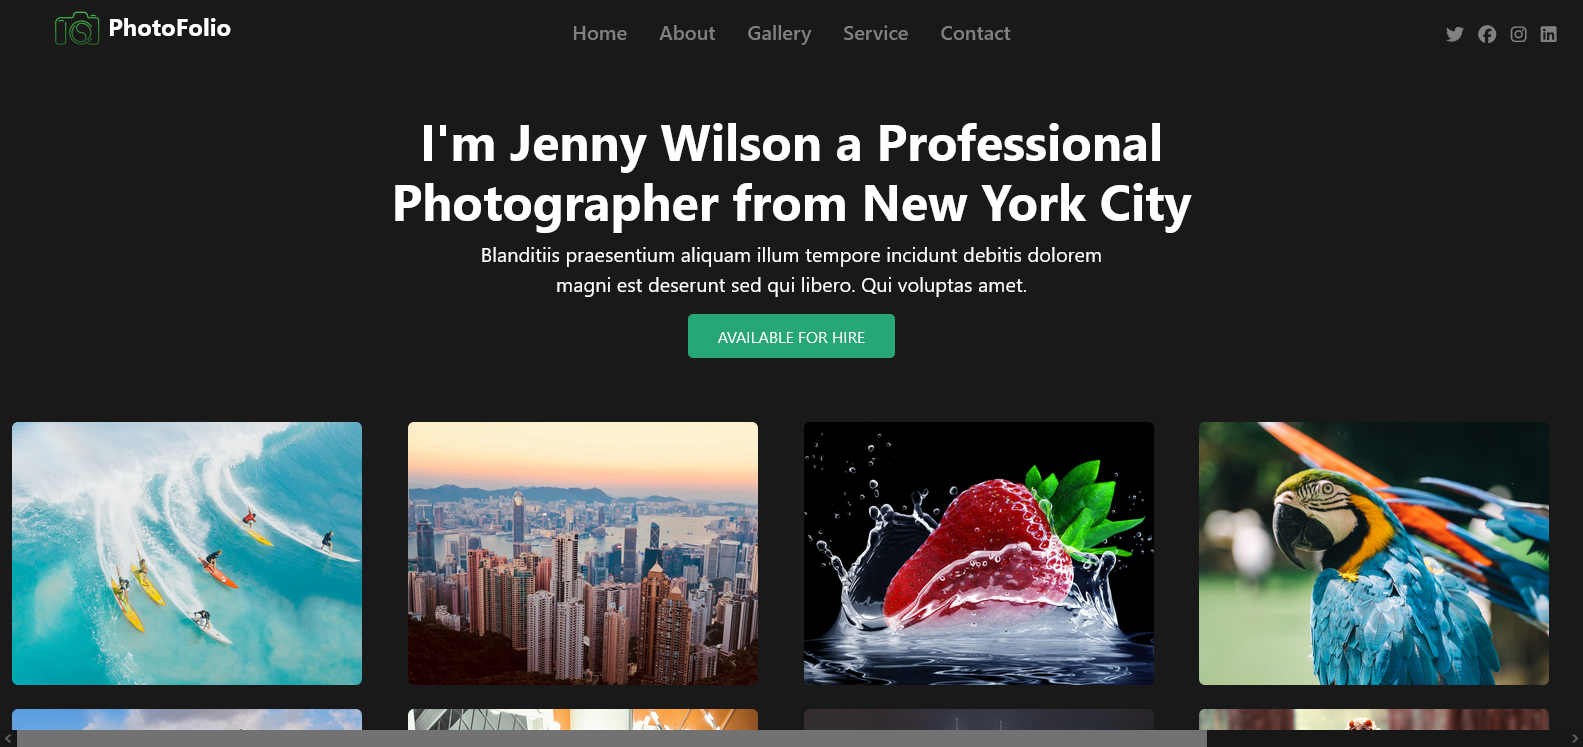 PhotoFolio
Home About Gallery Service Contact
I'm Jenny Wilson a Professional
Photographer from New York City
Blanditiis praesentium aliquam illum tempore incidunt debitis dolorem
magni est deserunt sed qui libero. Qui voluptas amet.
AVAILABLE FOR HIRE